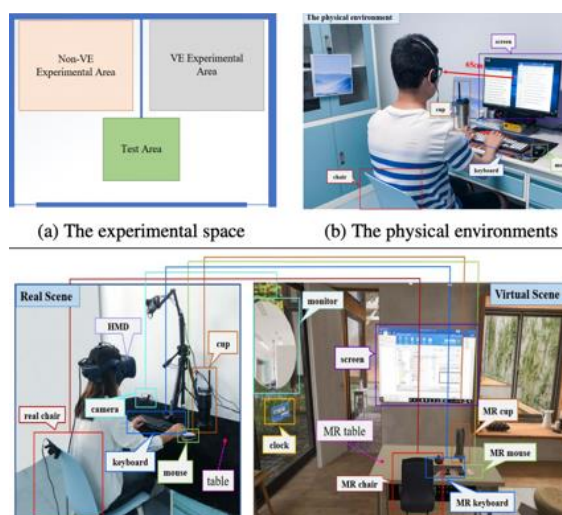 Non-VE
Experimental Area
VE Experimental
Area
Test Area
(a) The experimental space
The physical environment
screen
65cm
cup
chair
keyboard
(b) The physical environments
Real Scene
HMD
cup
camera
real chair
keyboard
mouse
table
monitor
Virtual Scene
screen
clock
MR cup
MR table
MR mouse
MR chair
MR keyboard